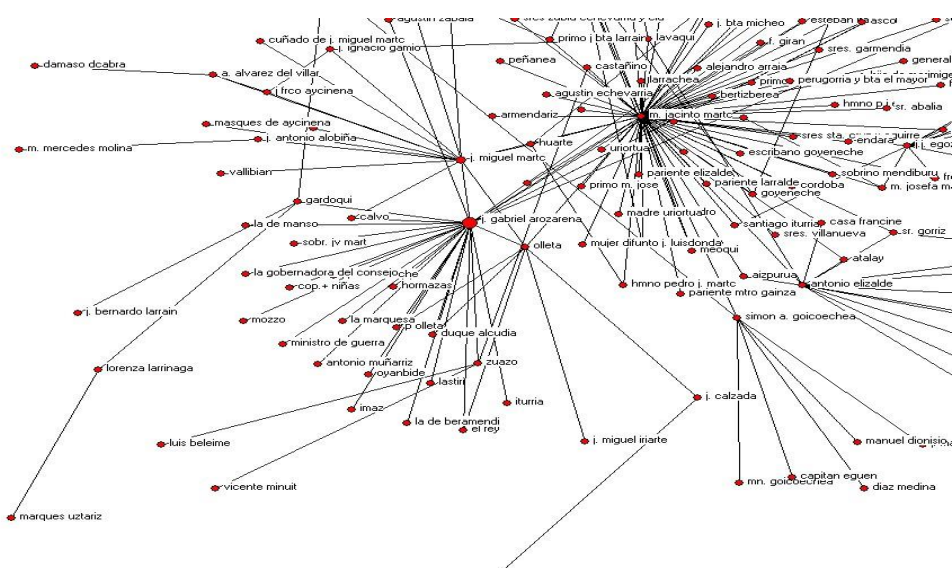 agustin zabala
sres zubia echeverria y cia
j. bta micheo
esteban
cuñado de j. miguel martc
j. ignacio gamio
primo j bta larrain
lavaqui
f. giran
sres. garmendia
peñanea
castañino
alejandro arraia
general
damaso dcabra
a. alvarez del villar
larrachea
primo
perugorria y bta el mayor
j frco aycinena
agustin echevarria
bertizberea
hmno p j
sr. abalia
armendariz
m. jacinto martc
masques de aycinena
j. antonio alobiña
huarte
sres sta.
endara
j.j. egoz
m. mercedes molina
j. miguel martc
uriortua
escribano goyeneche
vallibian
pariente elizalde
sobrino mendiburu
primo m. jose
pariente larralde
cordoba
m. josefa
gardoqui
goyeneche
la de manso
calvo
j. gabriel arozarena
madre uriortua
santiago iturria
casa francine
sobr. jv mart
olleta
mujer difunto j. luis
meoqui
sres. villanueva
sr. gorriz
atalay
la gobernadora del consejo
cop.+ niñas
hormazas
hmno pedro j. martc
aizpurua
antonio elizalde
pariente mtro gainza
j. bernardo larrain
mozzo
la marquesa
p olleta
duque alcudia
simon a. goicoechea
ministro de guerra
antonio muñarriz
zuazo
lorenza larrinaga
oyanbide
lastiri
iturria
j. calzada
imaz
la de beramendi
el rey
luis beleime
j. miguel iriarte
manuel dionisio
vicente minuit
mn. goicoechea
capitan eguen
diaz medina
marques uztariz